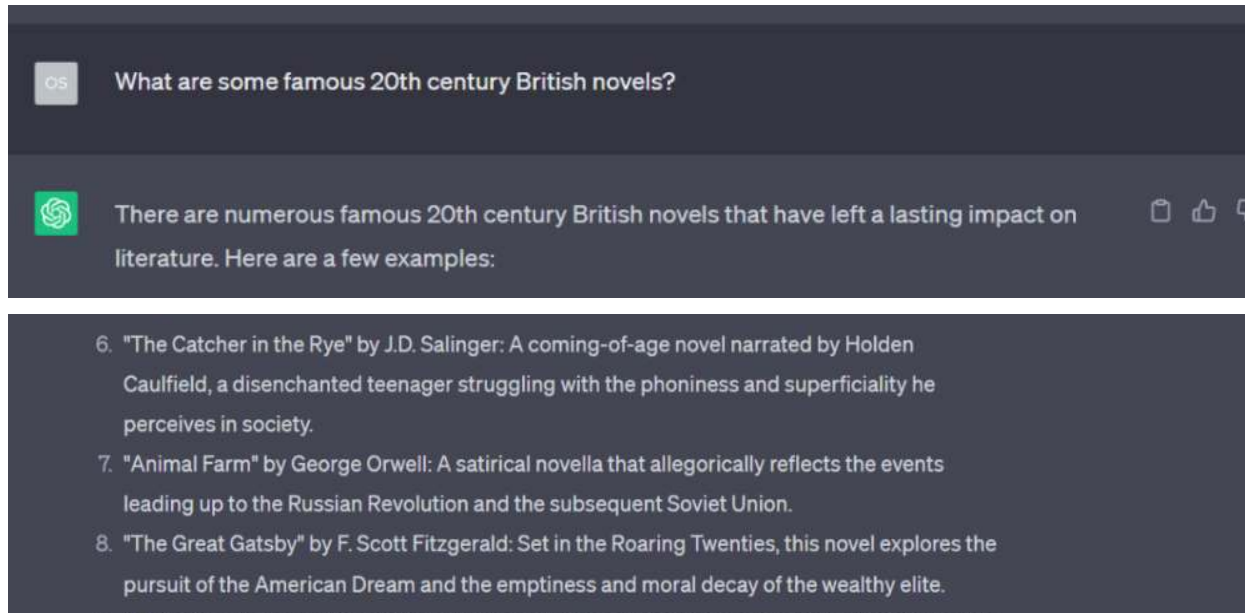 OS
What are some famous 20th century British novels?
There are numerous famous 20th century British novels that have left a lasting impact on
literature. Here are a few examples:
6. "The Catcher in the Rye" by J.D. Salinger: A coming-of-age novel narrated by Holden
Caulfield, a disenchanted teenager struggling with the phoniness and superficiality he
perceives in society.
7. "Animal Farm" by George Orwell: A satirical novella that allegorically reflects the events
leading up to the Russian Revolution and the subsequent Soviet Union.
8. "The Great Gatsby" by F. Scott Fitzgerald: Set in the Roaring Twenties, this novel explores the
pursuit of the American Dream and the emptiness and moral decay of the wealthy elite.